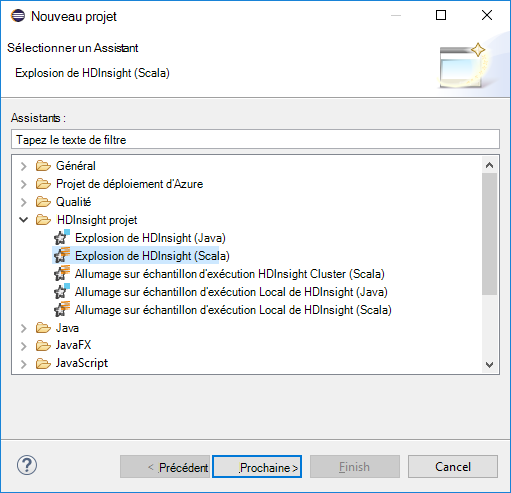 Nouveau projet
Sélectionner un Assistant
Explosion de HDInsight (Scala)
Assistants :
Tapez le texte de filtre
Général
Projet de déploiement d'Azure
Qualité
HDInsight projet
Explosion de HDInsight (Java)
Explosion de HDInsight (Scala)
Allumage sur échantillon d'exécution HDInsight Cluster (Scala)
Allumage sur échantillon d'exécution Local de HDInsight (Java)
Allumage sur échantillon d'exécution Local de HDInsight (Scala)
Java
JavaFX
JavaScript
? < Précédent Prochaine > Finish Cancel